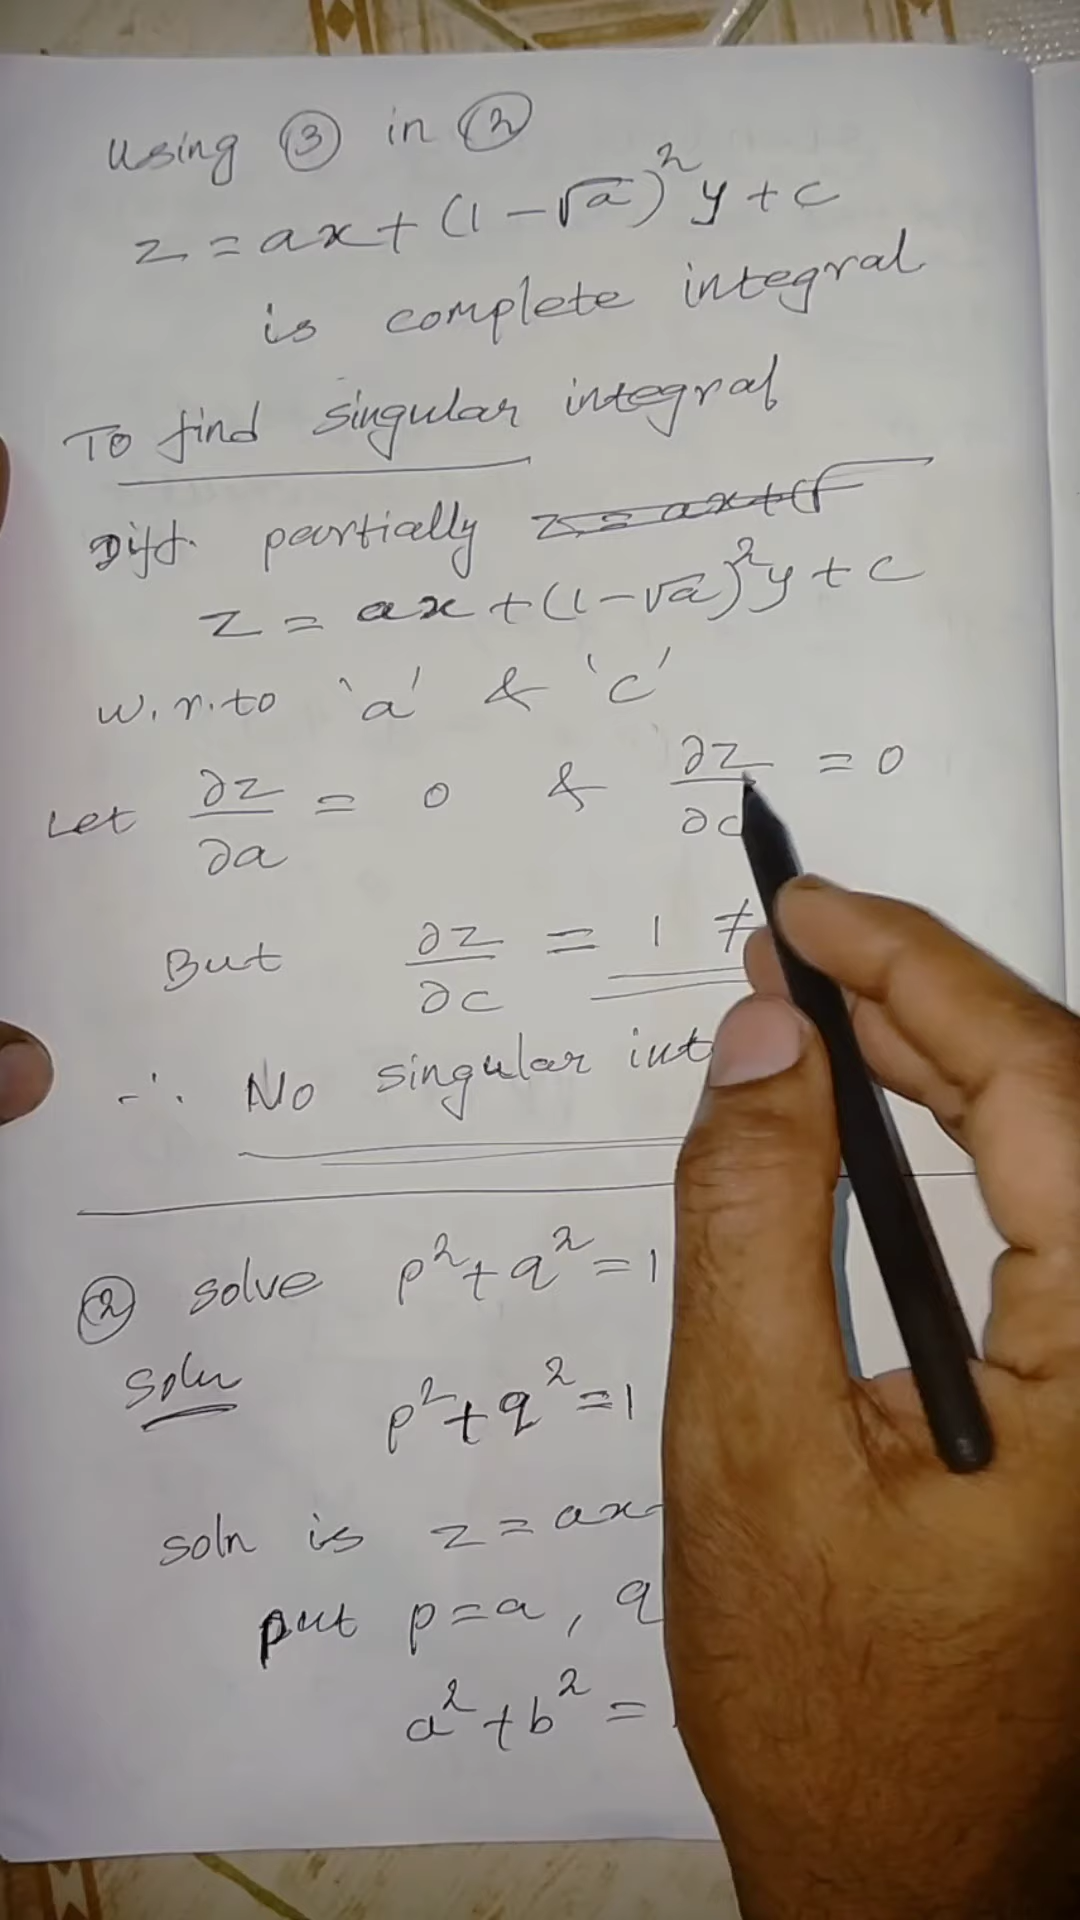 using ③ in ②
z = ax + (1 - √a)² y + c
is complete integral
To find singular integral
Diff. partially z = ax + (√
z = ax + (1 - √a)² y + c
w.r.to 'a' & 'c'
Let ∂z/∂a = 0 & ∂z/∂c = 0
But ∂z/∂c = 1 ≠
∴ No singular int
② solve p² + q² = 1
Soln
p² + q² = 1
soln is z = ax
put p = a, q
a² + b² =